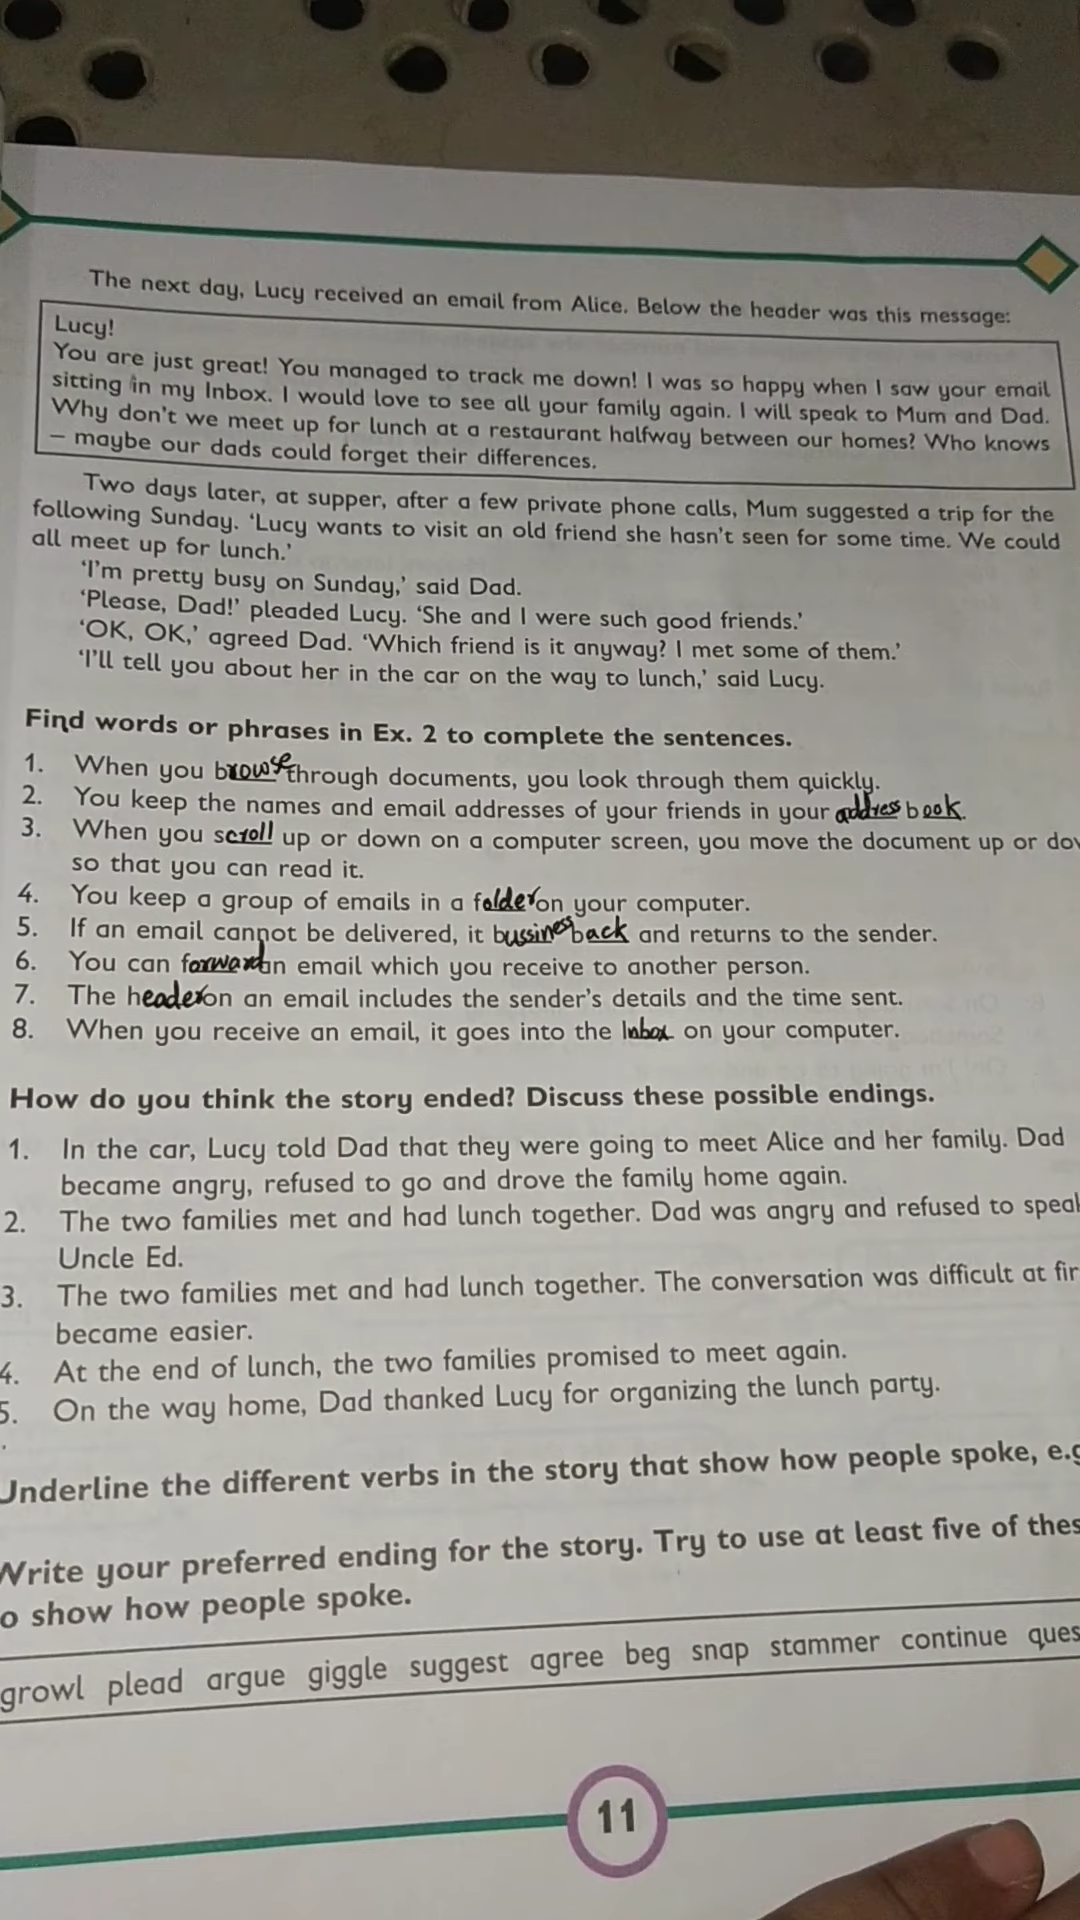 The next day, Lucy received an email from Alice. Below the header was this message:
Lucy!
You are just great! You managed to track me down! I was so happy when I saw your email
sitting in my Inbox. I would love to see all your family again. I will speak to Mum and Dad.
Why don't we meet up for lunch at a restaurant halfway between our homes? Who knows
– maybe our dads could forget their differences.
Two days later, at supper, after a few private phone calls, Mum suggested a trip for the
following Sunday. ‘Lucy wants to visit an old friend she hasn't seen for some time. We could
all meet up for lunch.’
‘I'm pretty busy on Sunday,’ said Dad.
‘Please, Dad!’ pleaded Lucy. ‘She and I were such good friends.’
‘OK, OK,’ agreed Dad. ‘Which friend is it anyway? I met some of them.’
‘I'll tell you about her in the car on the way to lunch,’ said Lucy.
Find words or phrases in Ex. 2 to complete the sentences.
1. When you browse through documents, you look through them quickly.
2. You keep the names and email addresses of your friends in your address book.
3. When you scroll up or down on a computer screen, you move the document up or
so that you can read it.
4. You keep a group of emails in a folder on your computer.
5. If an email cannot be delivered, it bussiness back and returns to the sender.
6. You can forward an email which you receive to another person.
7. The header on an email includes the sender's details and the time sent.
8. When you receive an email, it goes into the Inbox on your computer.
How do you think the story ended? Discuss these possible endings.
1. In the car, Lucy told Dad that they were going to meet Alice and her family. Dad
became angry, refused to go and drove the family home again.
2. The two families met and had lunch together. Dad was angry and refused to
Uncle Ed.
3. The two families met and had lunch together. The conversation was difficult at
became easier.
4. At the end of lunch, the two families promised to meet again.
5. On the way home, Dad thanked Lucy for organizing the lunch party.
Underline the different verbs in the story that show how people spoke,
Write your preferred ending for the story. Try to use at least five of
show how people spoke.
growl plead argue giggle suggest agree beg snap stammer continue
11